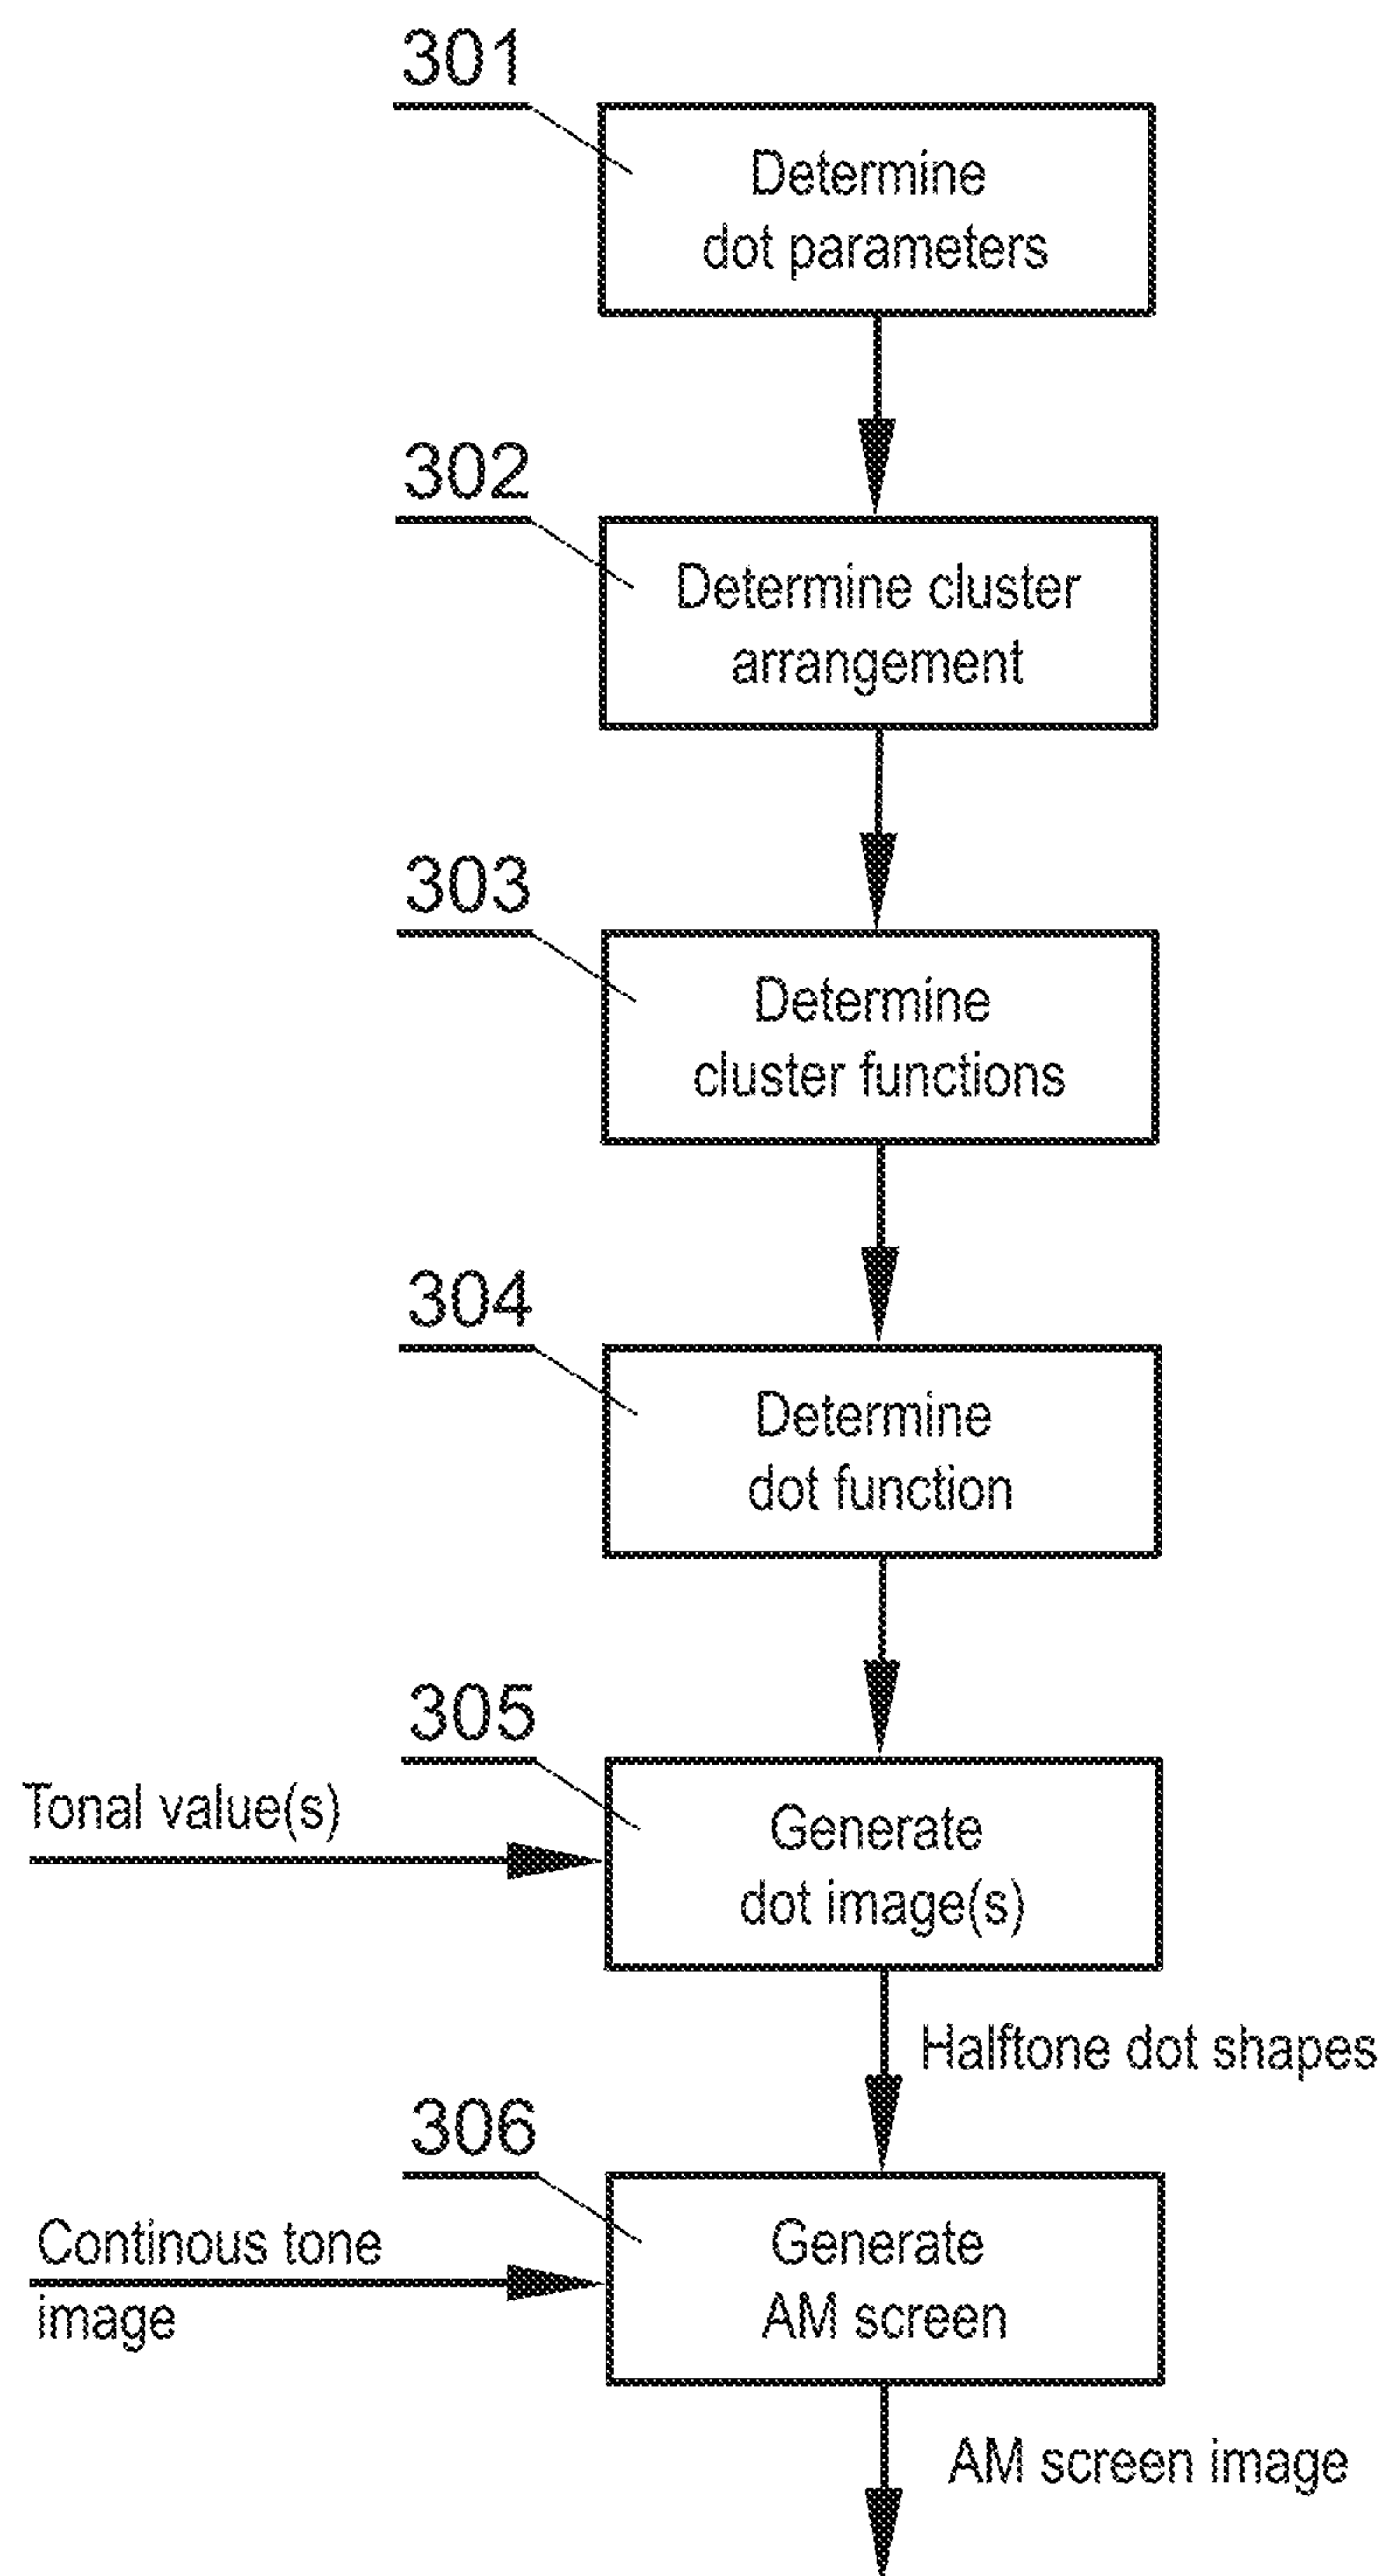 301
Determine
dot parameters
302
Determine cluster
arrangement
303
Determine
cluster functions
304
Determine
dot function
305
Tonal value(s)
Generate
dot image(s)
Halftone dot shapes
306
Continous tone
image
Generate
AM screen
AM screen image